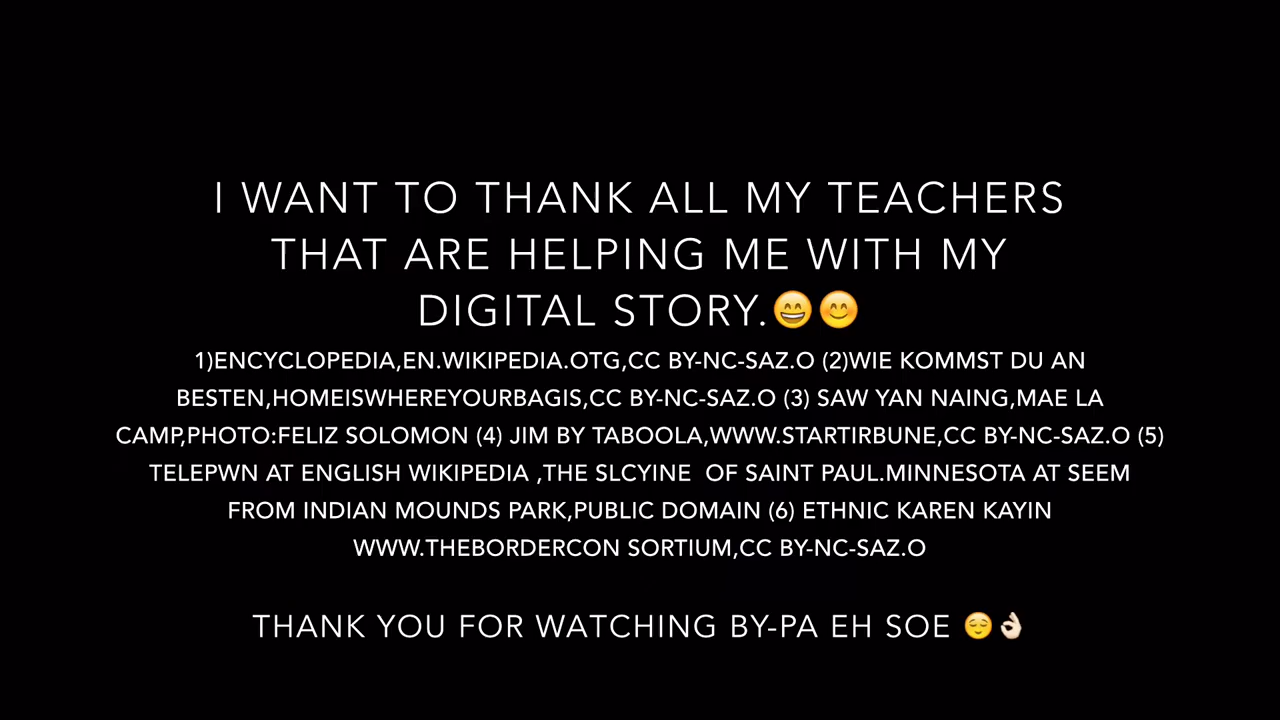 I WANT TO THANK ALL MY TEACHERS
THAT ARE HELPING ME WITH MY
DIGITAL STORY.😄😊
1)ENCYCLOPEDIA,EN.WIKIPEDIA.OTG,CC BY-NC-SAZ.O (2)WIE KOMMST DU AN
BESTEN,HOMEISWHEREYOURBAGIS,CC BY-NC-SAZ.O (3) SAW YAN NAING,MAE LA
CAMP,PHOTO:FELIZ SOLOMON (4) JIM BY TABOOLA,WWW.STARTIRBUNE,CC BY-NC-SAZ.O (5)
TELEPWN AT ENGLISH WIKIPEDIA ,THE SLCYINE  OF SAINT PAUL.MINNESOTA AT SEEM
FROM INDIAN MOUNDS PARK,PUBLIC DOMAIN (6) ETHNIC KAREN KAYIN
WWW.THEBORDERCON SORTIUM,CC BY-NC-SAZ.O
THANK YOU FOR WATCHING BY-PA EH SOE 😌👌🏻